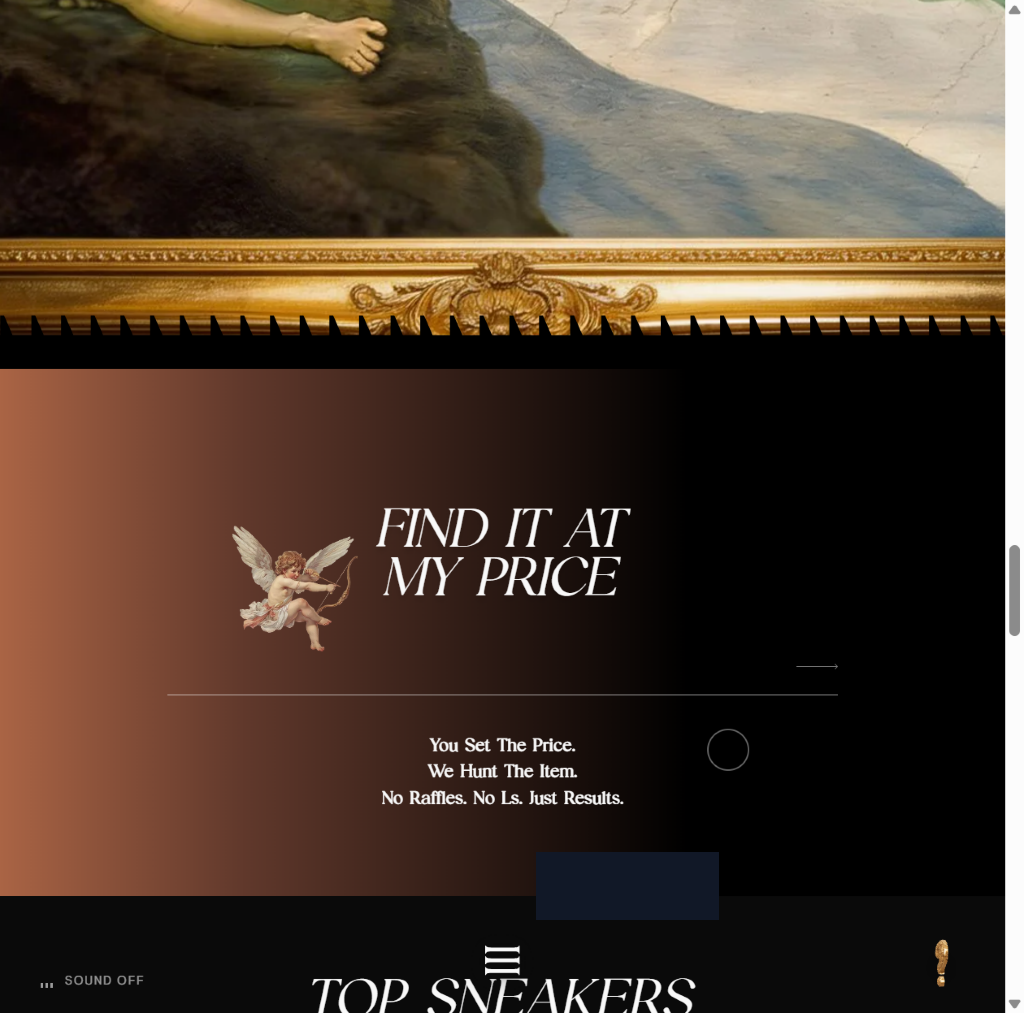 FIND IT AT
MY PRICE
You Set The Price.
We Hunt The Item.
No Raffles. No Ls. Just Results.
SOUND OFF
TOP SNEAKERS